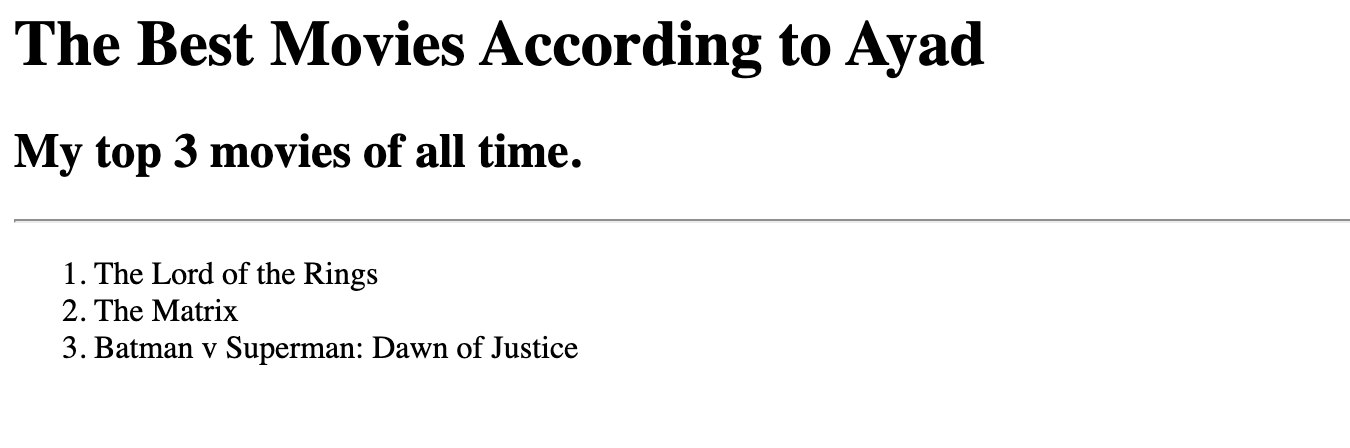 The Best Movies According to Ayad
My top 3 movies of all time.
1. The Lord of the Rings
2. The Matrix
3. Batman v Superman: Dawn of Justice